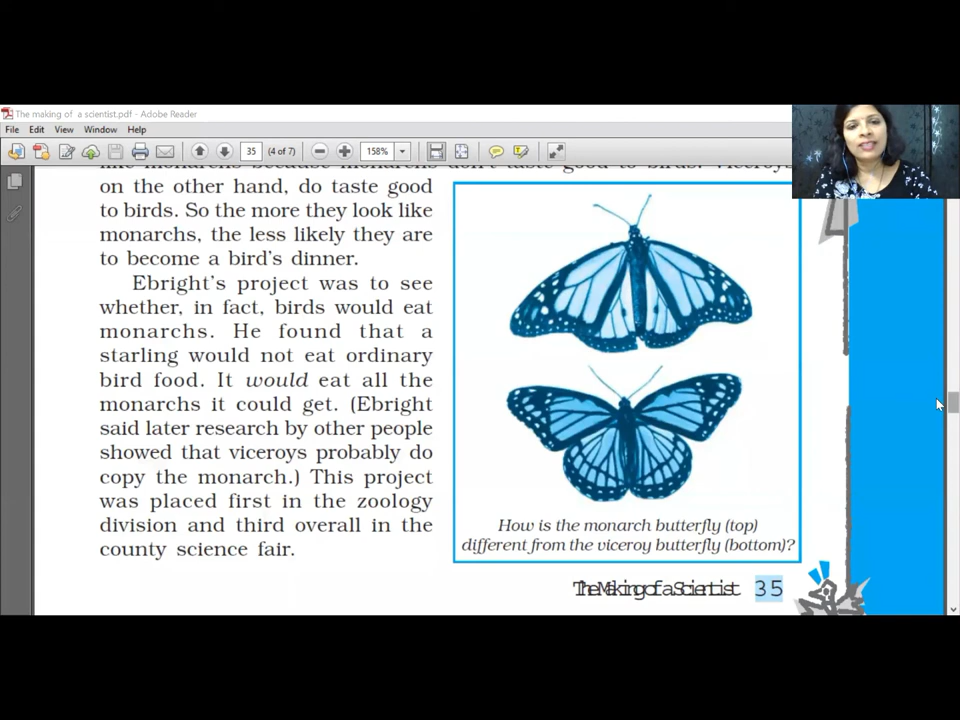 The making of a scientist.pdf - Adobe Reader
File Edit View Window Help
35 (4 of 7) 158%
on the other hand, do taste good
to birds. So the more they look like
monarchs, the less likely they are
to become a bird's dinner.
Ebright's project was to see
whether, in fact, birds would eat
monarchs. He found that a
starling would not eat ordinary
bird food. It would eat all the
monarchs it could get. (Ebright
said later research by other people
showed that viceroys probably do
copy the monarch.) This project
was placed first in the zoology
division and third overall in the
county science fair.
How is the monarch butterfly (top)
different from the viceroy butterfly (bottom)?
The Making of a Scientist 35